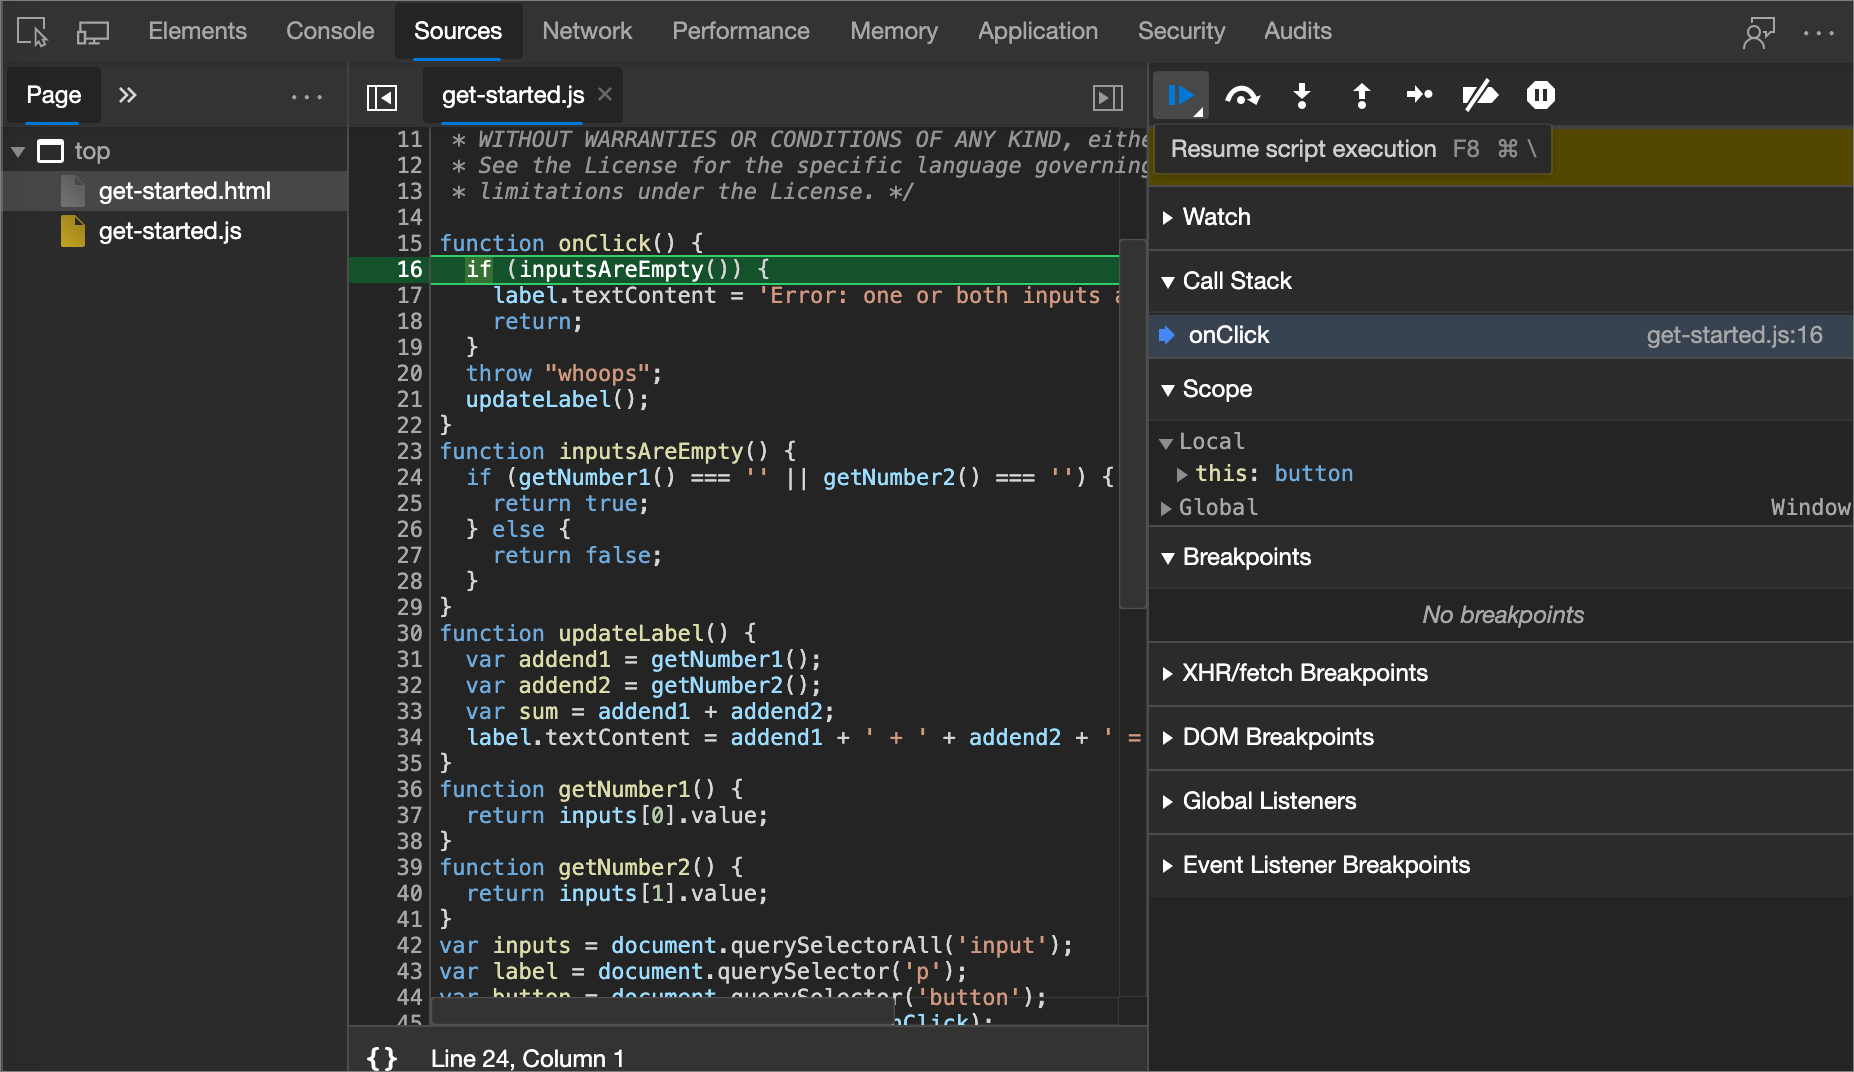 Elements Console Sources Network Performance Memory Application Security Audits
Page
get-started.js
Resume script execution F8 ⌘ \
top
get-started.html
get-started.js
11 * WITHOUT WARRANTIES OR CONDITIONS OF ANY KIND, eithe
12 * See the License for the specific language governing
13 * limitations under the License. */
14
15 function onClick() {
16 if (inputsAreEmpty()) {
17 label.textContent = 'Error: one or both inputs a
18 return;
19 }
20 throw "whoops";
21 updateLabel();
22 }
23 function inputsAreEmpty() {
24 if (getNumber1() === '' || getNumber2() === '') {
25 return true;
26 } else {
27 return false;
28 }
29 }
30 function updateLabel() {
31 var addend1 = getNumber1();
32 var addend2 = getNumber2();
33 var sum = addend1 + addend2;
34 label.textContent = addend1 + ' + ' + addend2 + ' =
35 }
36 function getNumber1() {
37 return inputs[0].value;
38 }
39 function getNumber2() {
40 return inputs[1].value;
41 }
42 var inputs = document.querySelectorAll('input');
43 var label = document.querySelector('p');
44 var button = document.querySelector('button');
45 nClick);
{} Line 24, Column 1
Watch
Call Stack
onClick get-started.js:16
Scope
Local
this: button
Global Window
Breakpoints
No breakpoints
XHR/fetch Breakpoints
DOM Breakpoints
Global Listeners
Event Listener Breakpoints